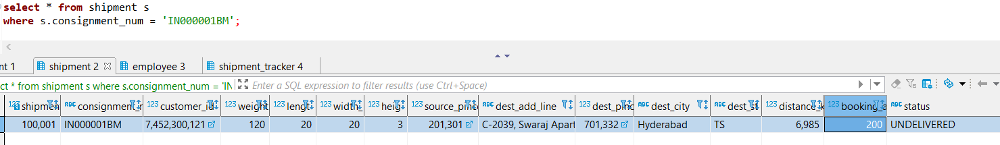 select * from shipment s
where s.consignment_num = 'IN000001BM';
nt 1 shipment 2 employee 3 shipment_tracker 4
ct * from shipment s where s.consignment_num = 'IN Enter a SQL expression to filter results (use Ctrl+Space)
123 shipmen ABC consignment_n 123 customer_id 123 weight 123 lengt 123 width_ 123 heig 123 source_pinc ABC dest_add_line 123 dest_pinc ABC dest_city ABC dest_st 123 distance_k 123 booking_a ABC status
100,001 IN000001BM 7,452,300,121 120 20 20 3 201,301 C-2039, Swaraj Apart 701,332 Hyderabad TS 6,985 200 UNDELIVERED